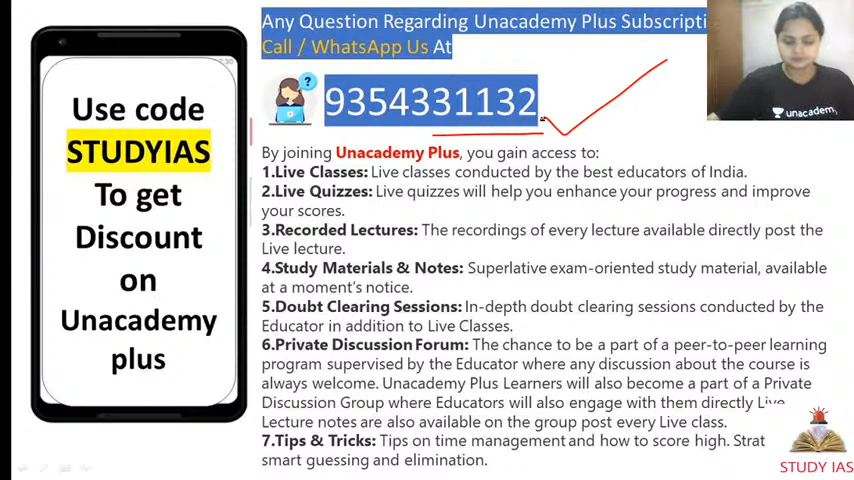 Use code
STUDYIAS
To get
Discount
on
Unacademy
plus
Any Question Regarding Unacademy Plus
Call / WhatsApp Us At
9354331132
By joining Unacademy Plus, you gain access to:
1.Live Classes: Live classes conducted by the best educators of India.
2.Live Quizzes: Live quizzes will help you enhance your progress and improve
your scores.
3.Recorded Lectures: The recordings of every lecture available directly post the
Live lecture.
4.Study Materials & Notes: Superlative exam-oriented study material, available
at a moment's notice.
5.Doubt Clearing Sessions: In-depth doubt clearing sessions conducted by the
Educator in addition to Live Classes.
6.Private Discussion Forum: The chance to be a part of a peer-to-peer learning
program supervised by the Educator where any discussion about the course is
always welcome. Unacademy Plus Learners will also become a part of a Private
Discussion Group where Educators will also engage with them directly Live
Lecture notes are also available on the group post every Live class.
7.Tips & Tricks: Tips on time management and how to score high.
smart guessing and elimination.
unacademy
STUDY IAS